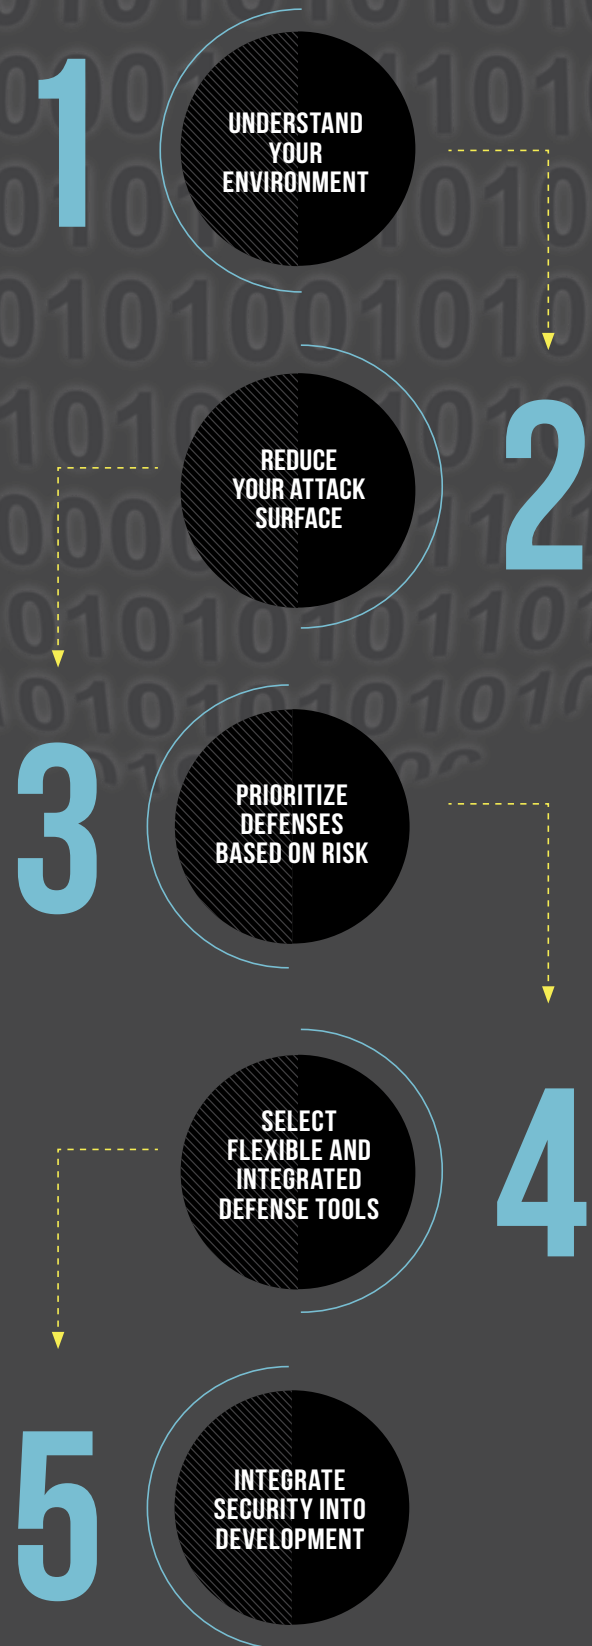 1
UNDERSTAND
YOUR
ENVIRONMENT
2
REDUCE
YOUR ATTACK
SURFACE
3
PRIORITIZE
DEFENSES
BASED ON RISK
4
SELECT
FLEXIBLE AND
INTEGRATED
DEFENSE TOOLS
5
INTEGRATE
SECURITY INTO
DEVELOPMENT